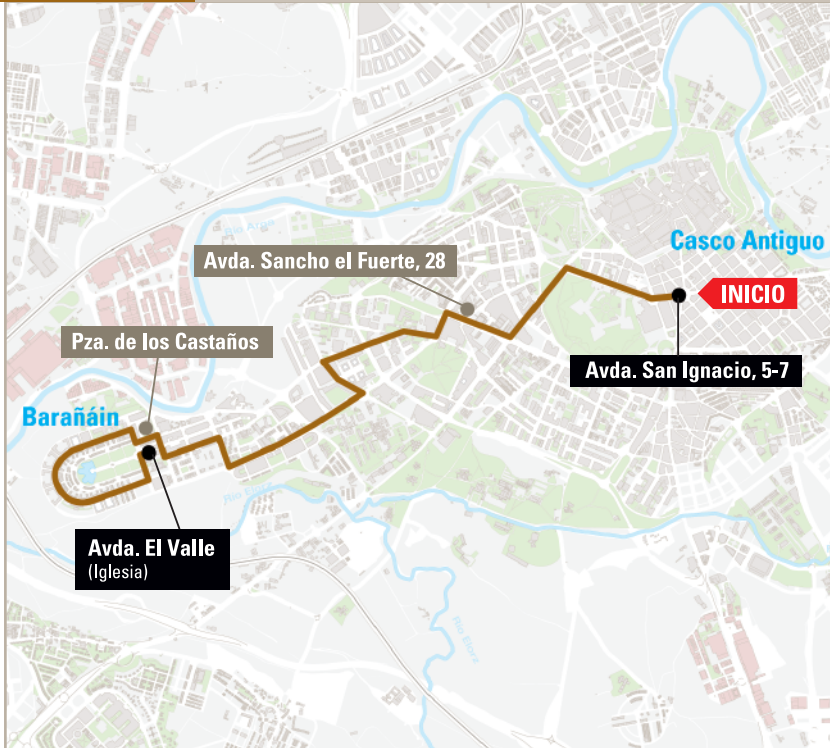 Casco Antiguo
Río Arga
Avda. Sancho el Fuerte, 28
INICIO
Pza. de los Castaños
Avda. San Ignacio, 5-7
Barañáin
Río Elorz
Avda. El Valle
(Iglesia)
Río Elorz